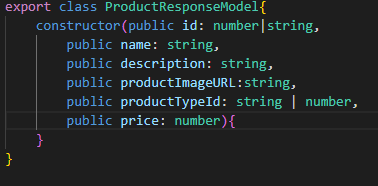 export class ProductResponseModel{
    constructor(public id: number|string,
        public name: string,
        public description: string,
        public productImageURL:string,
        public productTypeId: string | number,
        public price: number){
    }
}